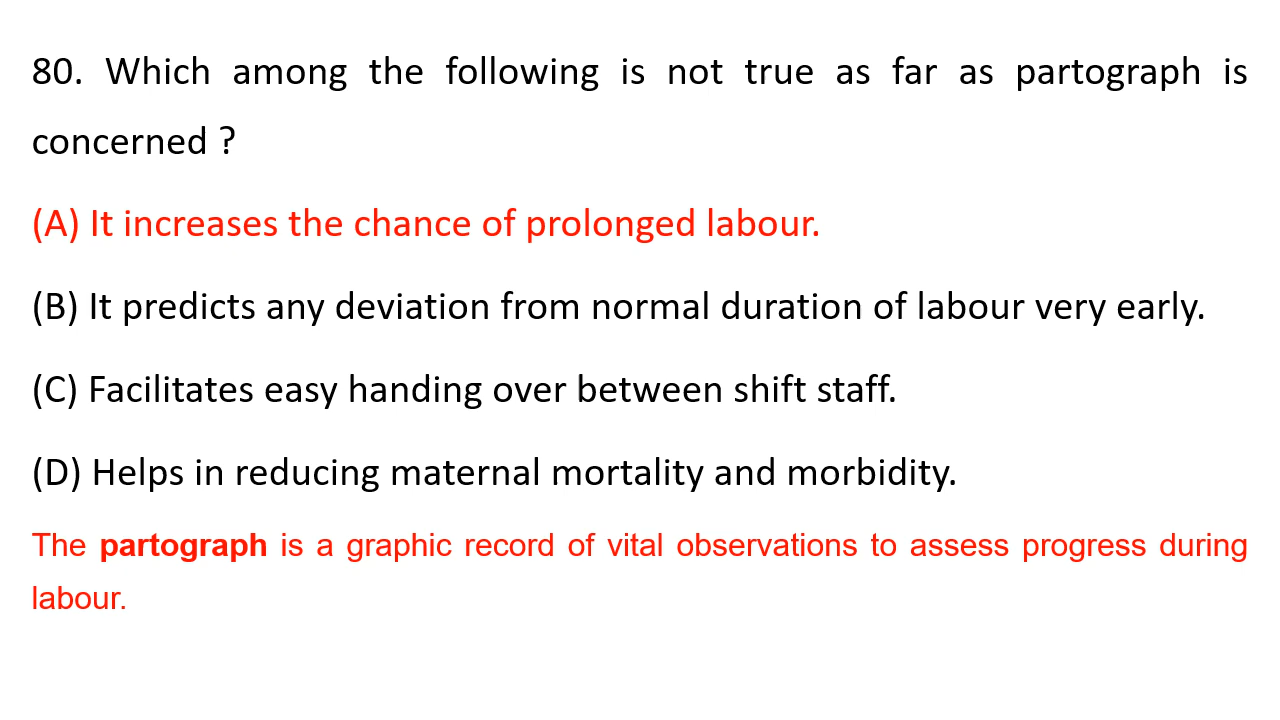 80. Which among the following is not true as far as partograph is
concerned ?
(A) It increases the chance of prolonged labour.
(B) It predicts any deviation from normal duration of labour very early.
(C) Facilitates easy handing over between shift staff.
(D) Helps in reducing maternal mortality and morbidity.
The partograph is a graphic record of vital observations to assess progress during
labour.